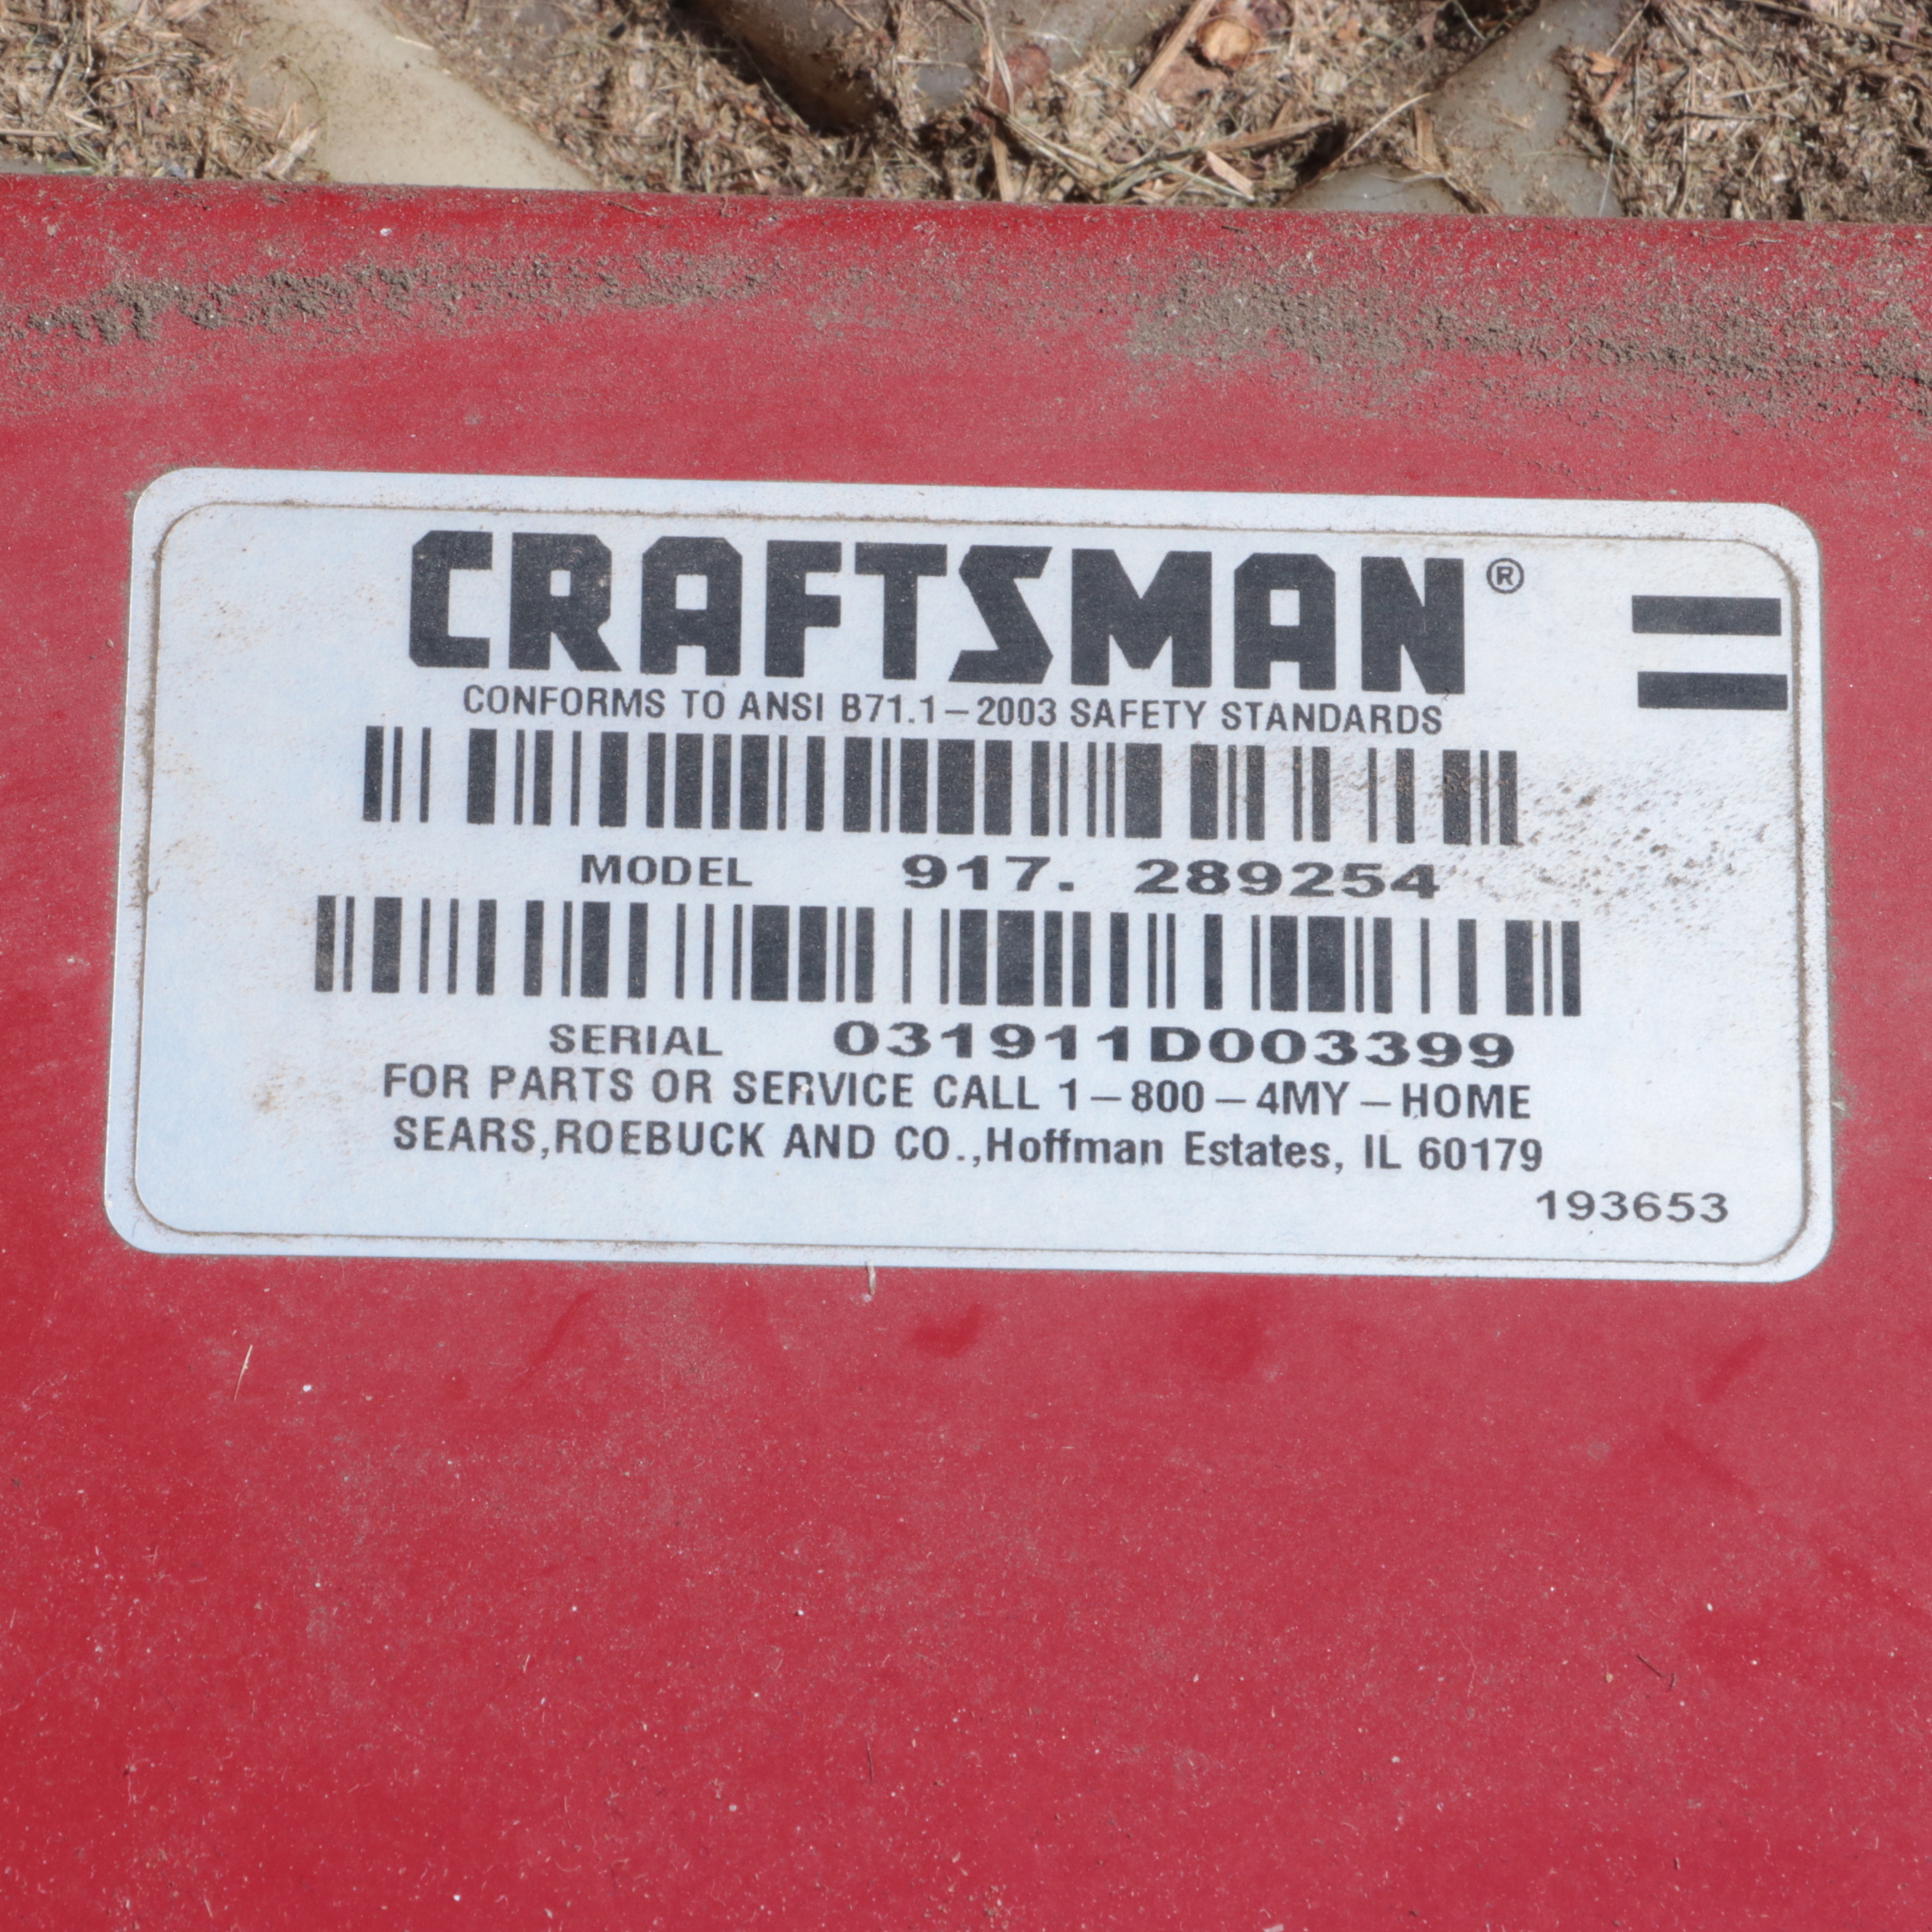 CRAFTSMAN®
CONFORMS TO ANSI B71.1-2003 SAFETY STANDARDS
MODEL 917. 289254
SERIAL 031911D003399
FOR PARTS OR SERVICE CALL 1-800-4MY-HOME
SEARS,ROEBUCK AND CO.,Hoffman Estates, IL 60179
193653